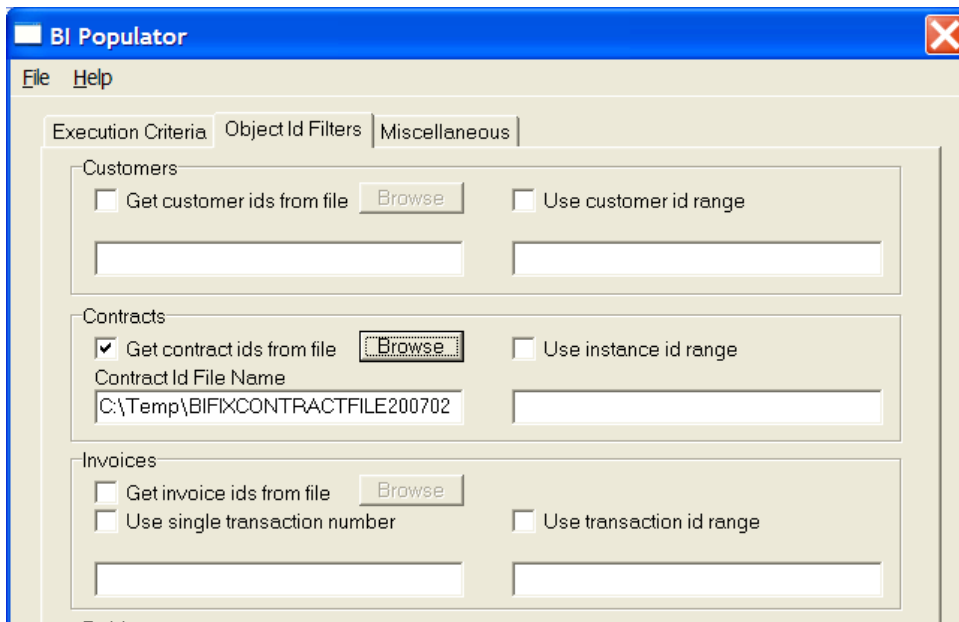 BI Populator
File Help
Execution Criteria Object Id Filters Miscellaneous
Customers
Get customer ids from file Browse Use customer id range
Contracts
Get contract ids from file Browse Use instance id range
Contract Id File Name
C:\Temp\BIFIXCONTRACTFILE200702
Invoices
Get invoice ids from file Browse
Use single transaction number Use transaction id range